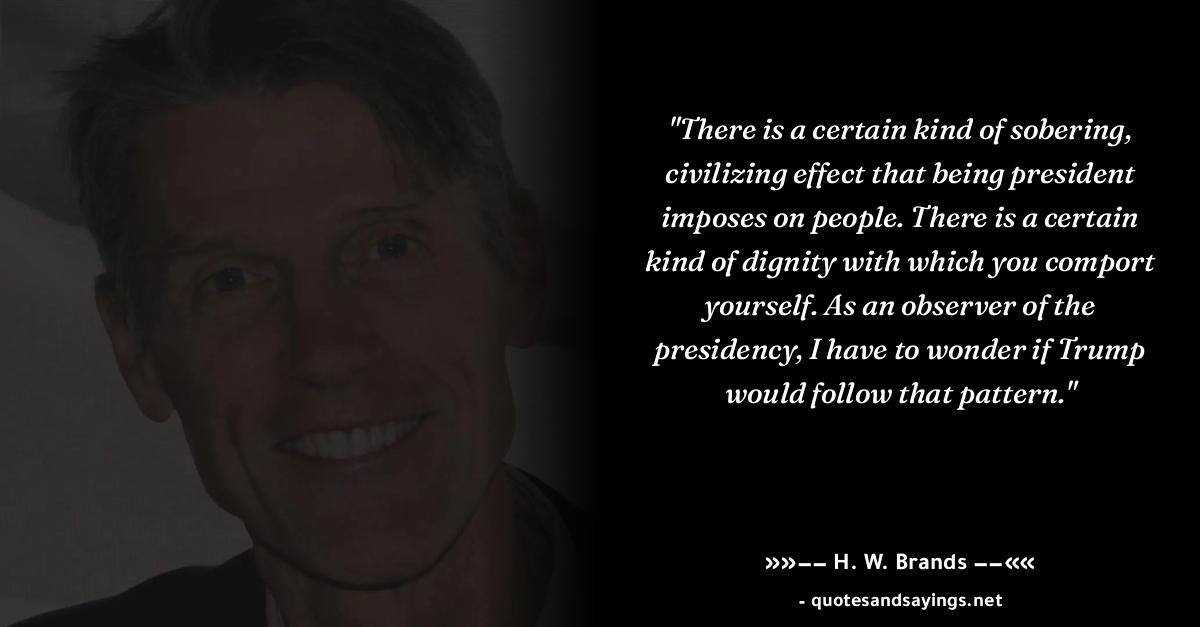 "There is a certain kind of sobering,
civilizing effect that being president
imposes on people. There is a certain
kind of dignity with which you comport
yourself. As an observer of the
presidency, I have to wonder if Trump
would follow that pattern."
»»–– H. W. Brands ––««
- quotesandsayings.net